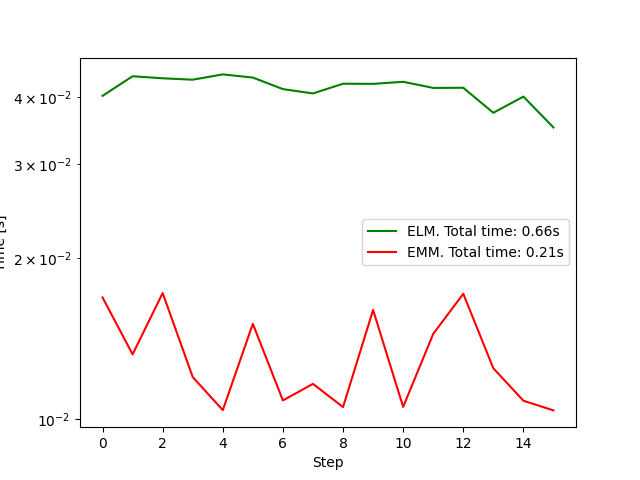 4 × 10⁻²
3 × 10⁻²
2 × 10⁻²
10⁻²
Time [s]
ELM. Total time: 0.66s
EMM. Total time: 0.21s
0 2 4 6 8 10 12 14
Step